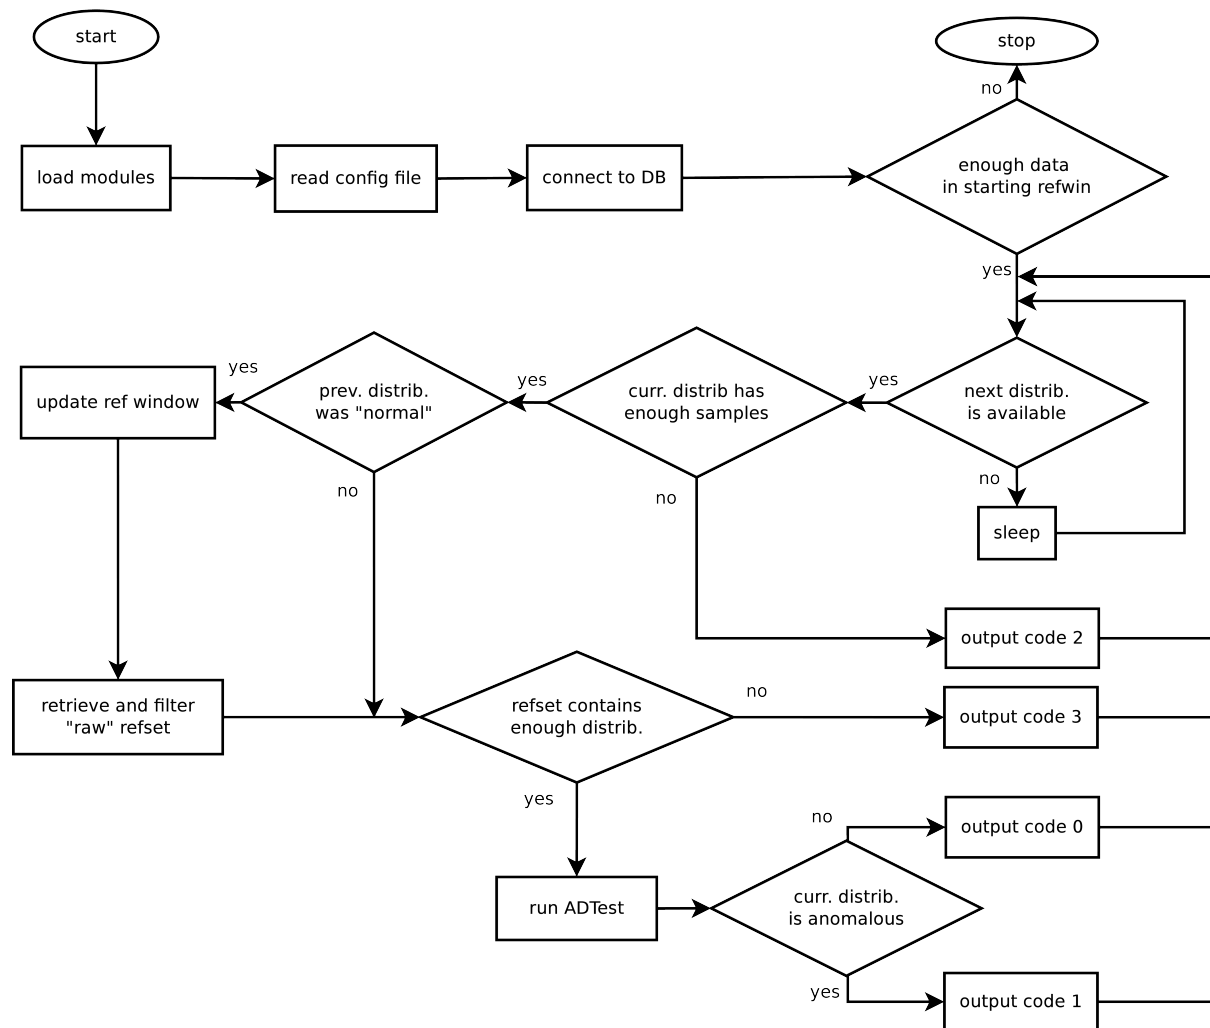 start
stop
no
load modules
read config file
connect to DB
enough data
in starting refwin
yes
yes
update ref window
prev. distrib.
was "normal"
yes
curr. distrib has
enough samples
yes
next distrib.
is available
no
no
no
sleep
output code 2
retrieve and filter
"raw" refset
refset contains
enough distrib.
no
output code 3
yes
no
output code 0
run ADTest
curr. distrib.
is anomalous
yes
output code 1